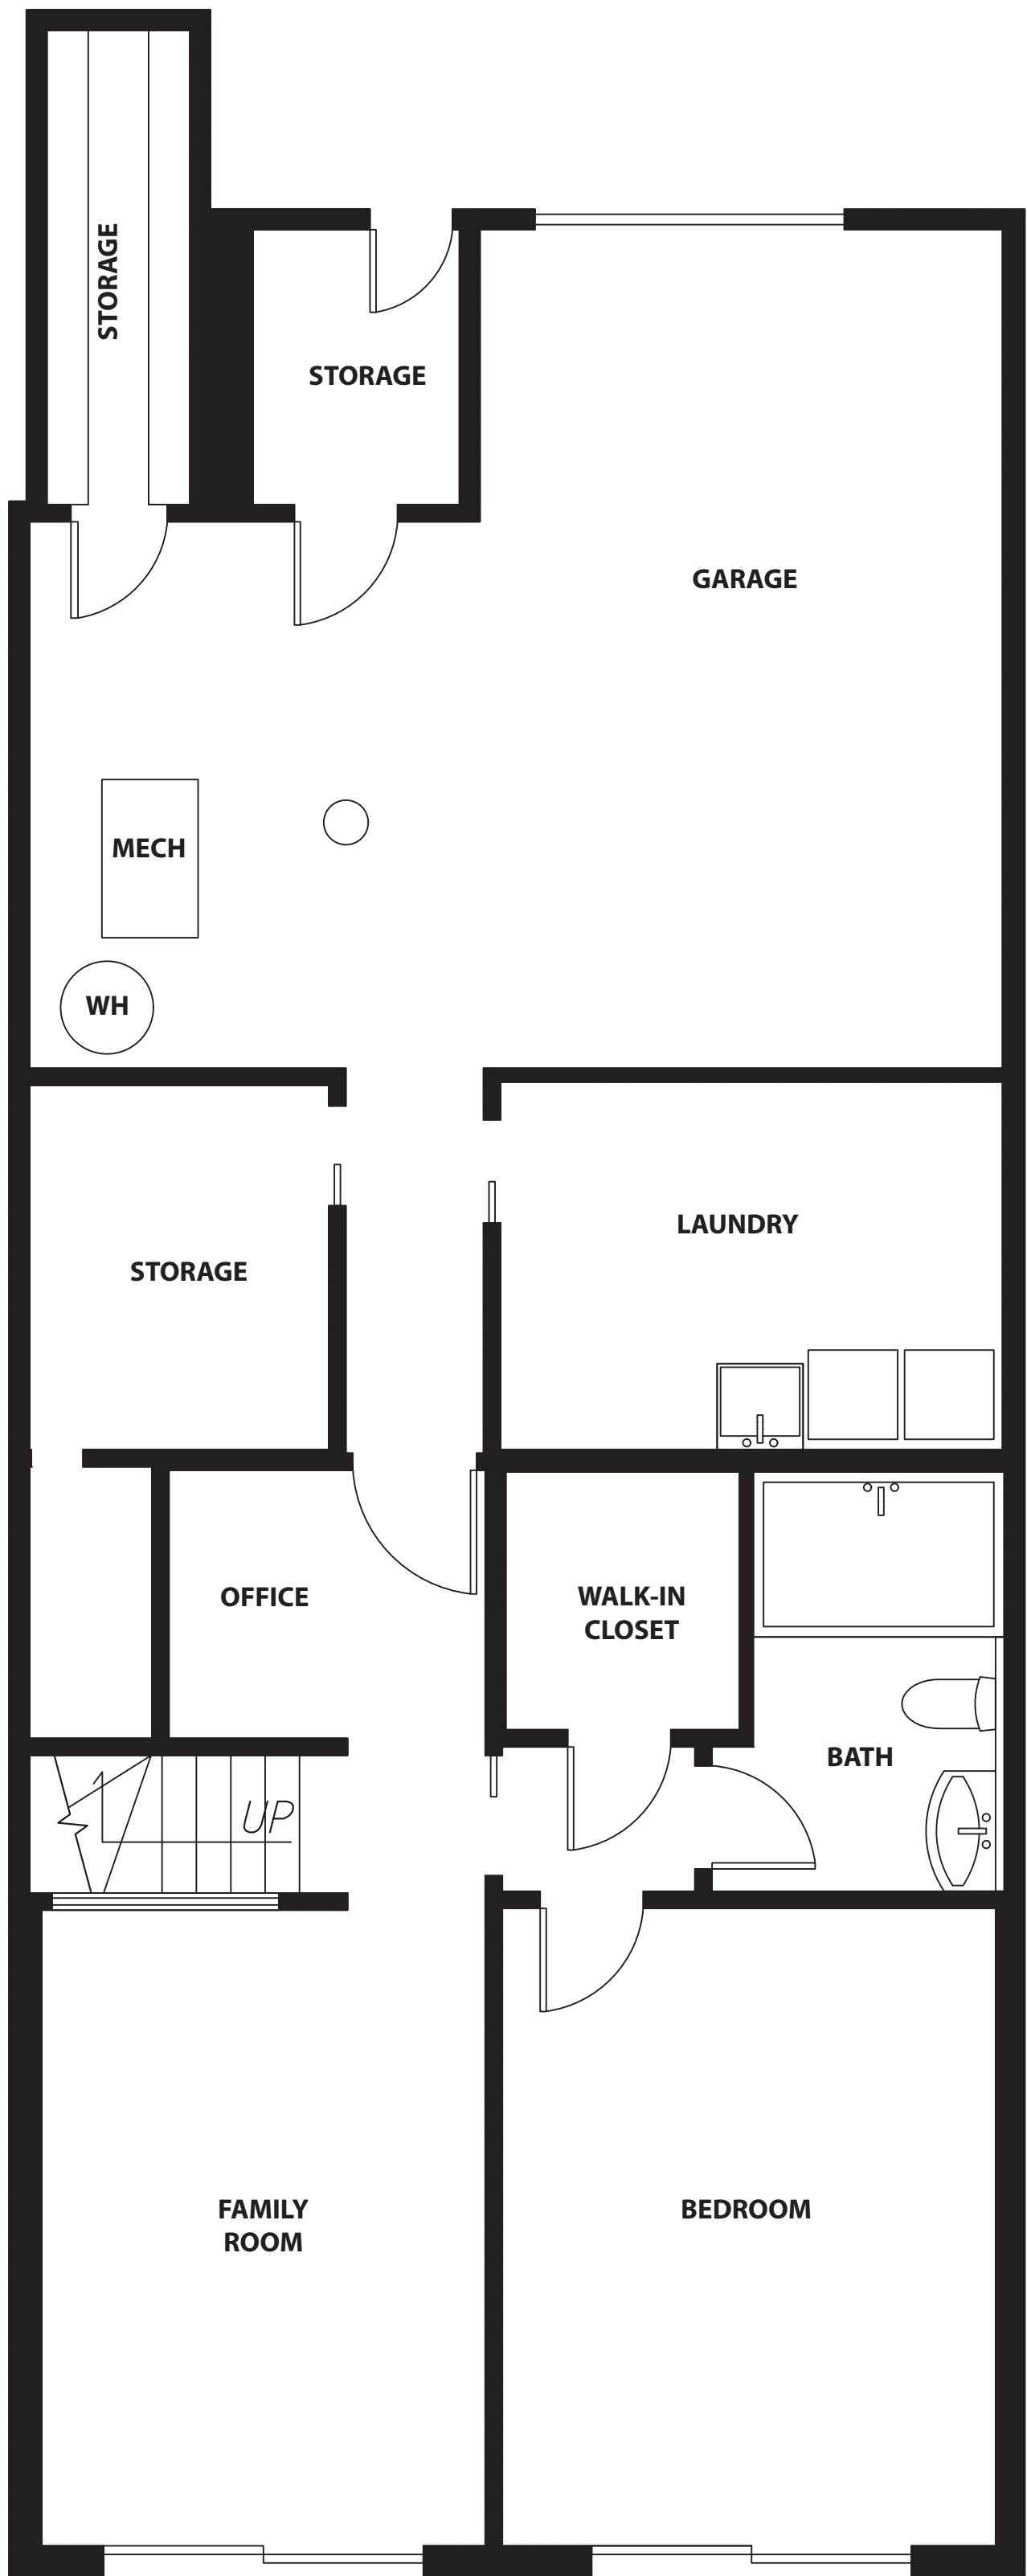 STORAGE
STORAGE
GARAGE
MECH
WH
LAUNDRY
STORAGE
OFFICE
WALK-IN
CLOSET
BATH
UP
FAMILY
ROOM
BEDROOM